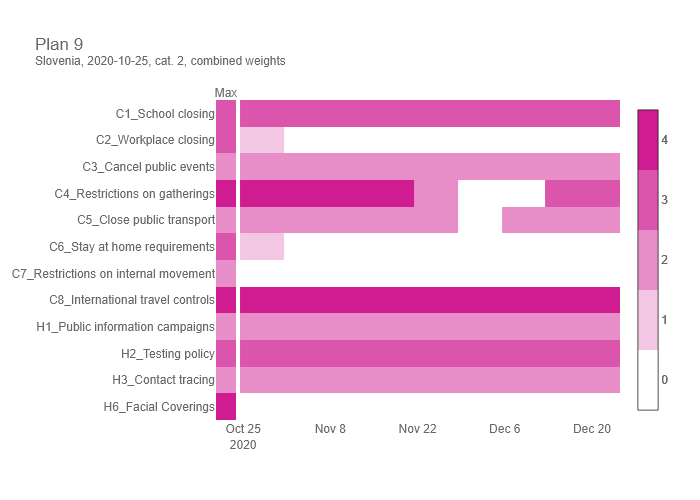 Plan 9
Slovenia, 2020-10-25, cat. 2, combined weights
Max
C1_School closing
C2_Workplace closing
C3_Cancel public events
C4_Restrictions on gatherings
C5_Close public transport
C6_Stay at home requirements
C7_Restrictions on internal movement
C8_International travel controls
H1_Public information campaigns
H2_Testing policy
H3_Contact tracing
H6_Facial Coverings
4
3
2
1
0
Oct 25 Nov 8 Nov 22 Dec 6 Dec 20
2020